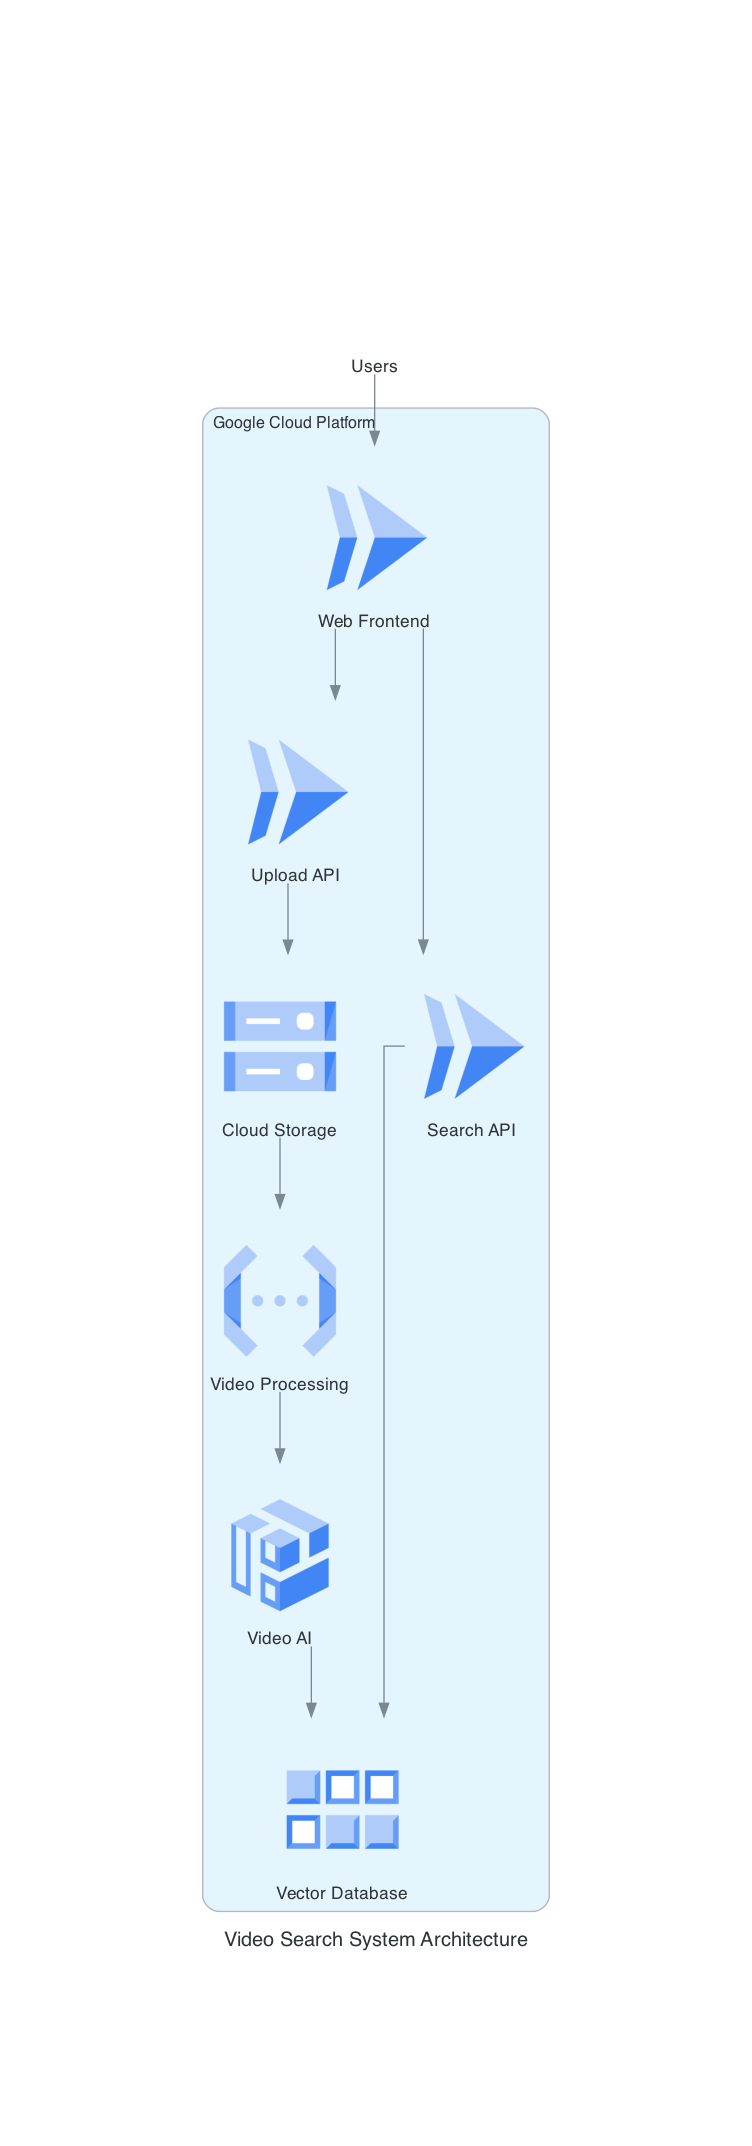 Users
Google Cloud Platform
Web Frontend
Upload API
Cloud Storage
Search API
Video Processing
Video AI
Vector Database
Video Search System Architecture